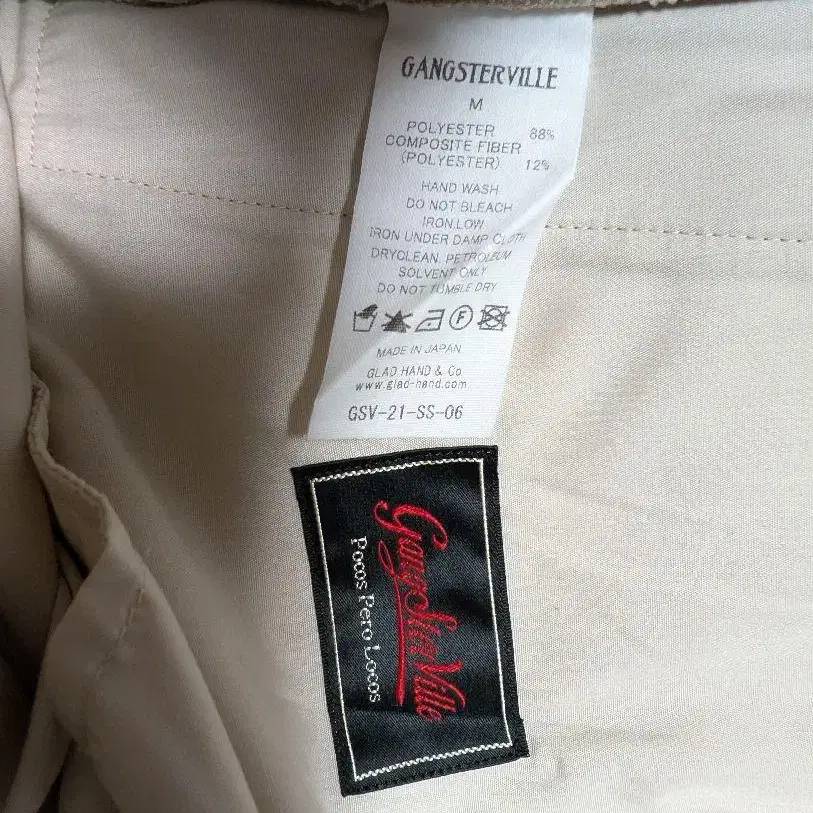 GANGSTERVILLE
M
POLYESTER 88%
COMPOSITE FIBER
(POLYESTER) 12%
HAND WASH
DO NOT BLEACH
IRON.LOW
IRON UNDER DAMP CLOTH
DRYCLEAN, PETROLEUM
SOLVENT ONLY
DO NOT TUMBLE DRY
F
MADE IN JAPAN
GLAD HAND & Co
www.glad-hand.com
GSV-21-SS-06
GangsterVille
Pocos Pero Locos